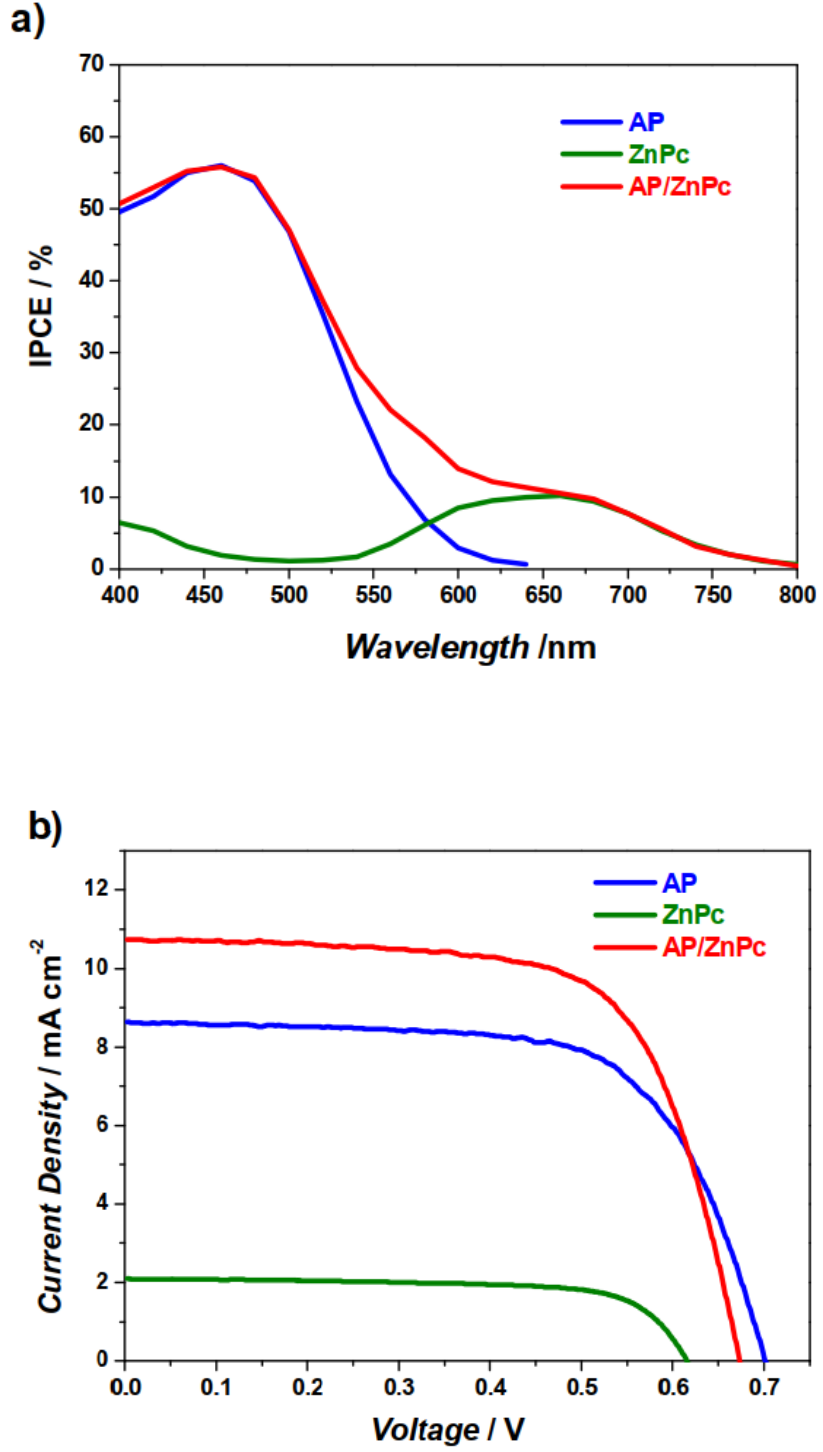 a)
70
60
50
40
30
20
10
0
IPCE / %
AP
ZnPc
AP/ZnPc
400 450 500 550 600 650 700 750 800
Wavelength /nm
b)
12
10
8
6
4
2
0
Current Density / mA cm-2
AP
ZnPc
AP/ZnPc
0.0 0.1 0.2 0.3 0.4 0.5 0.6 0.7
Voltage / V